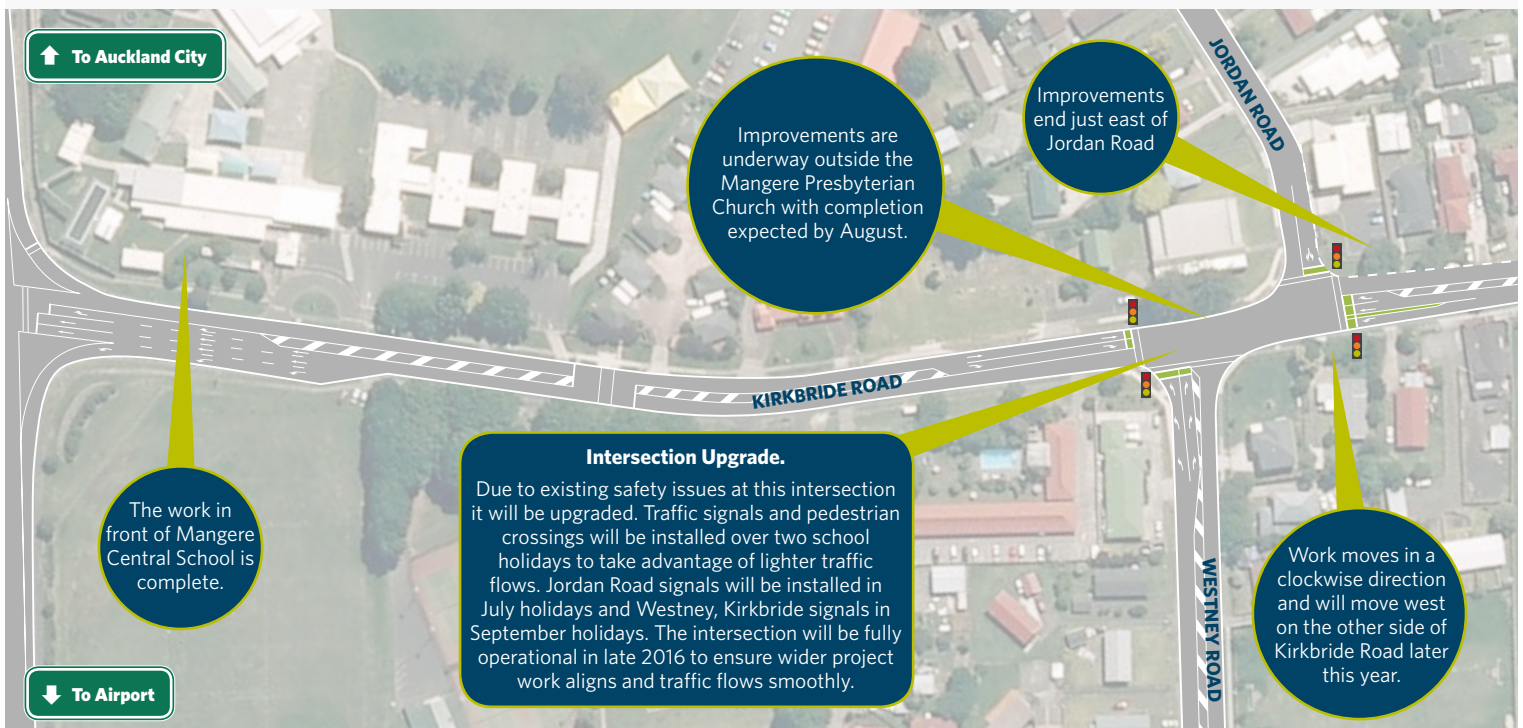 To Auckland City
Improvements are
underway outside the
Mangere Presbyterian
Church with completion
expected by August.
Improvements
end just east of
Jordan Road
JORDAN ROAD
KIRKBRIDE ROAD
The work in
front of Mangere
Central School is
complete.
Intersection Upgrade.
Due to existing safety issues at this intersection
it will be upgraded. Traffic signals and pedestrian
crossings will be installed over two school
holidays to take advantage of lighter traffic
flows. Jordan Road signals will be installed in
July holidays and Westney, Kirkbride signals in
September holidays. The intersection will be fully
operational in late 2016 to ensure wider project
work aligns and traffic flows smoothly.
WESTNEY ROAD
Work moves in a
clockwise direction
and will move west
on the other side of
Kirkbride Road later
this year.
To Airport